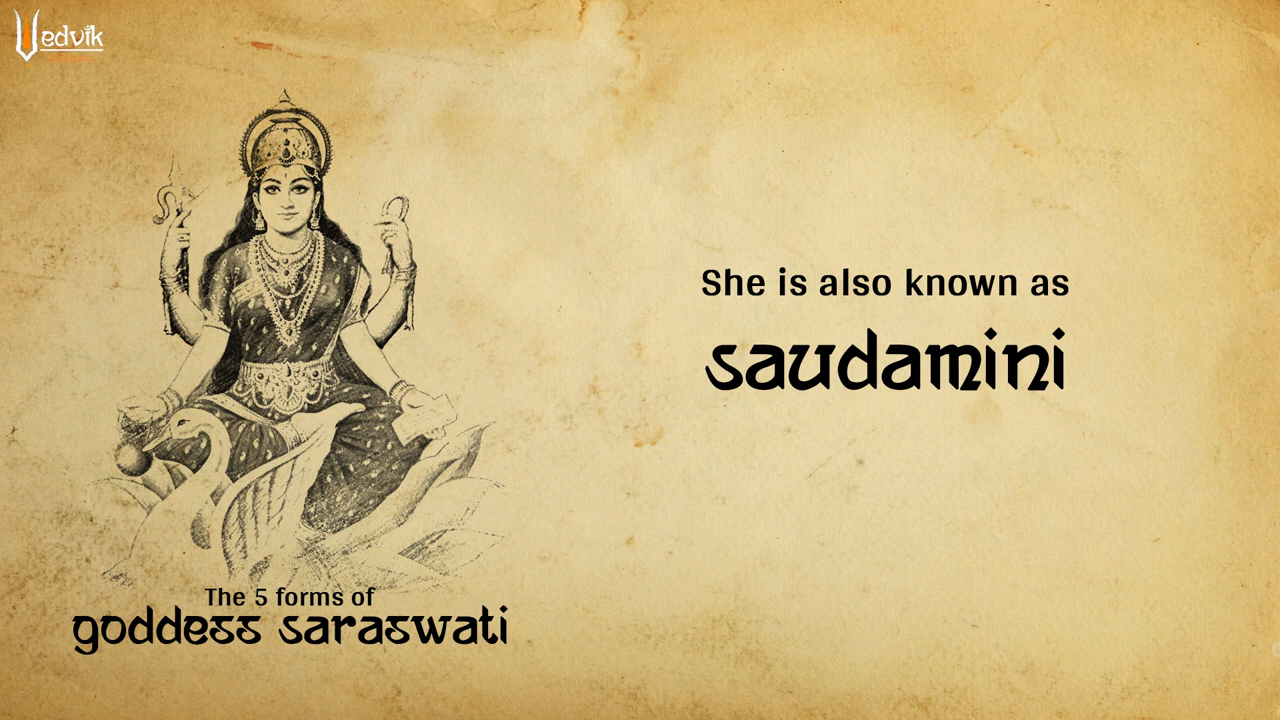 Vedvik
She is also known as
saudamini
The 5 forms of
goddess saraswati